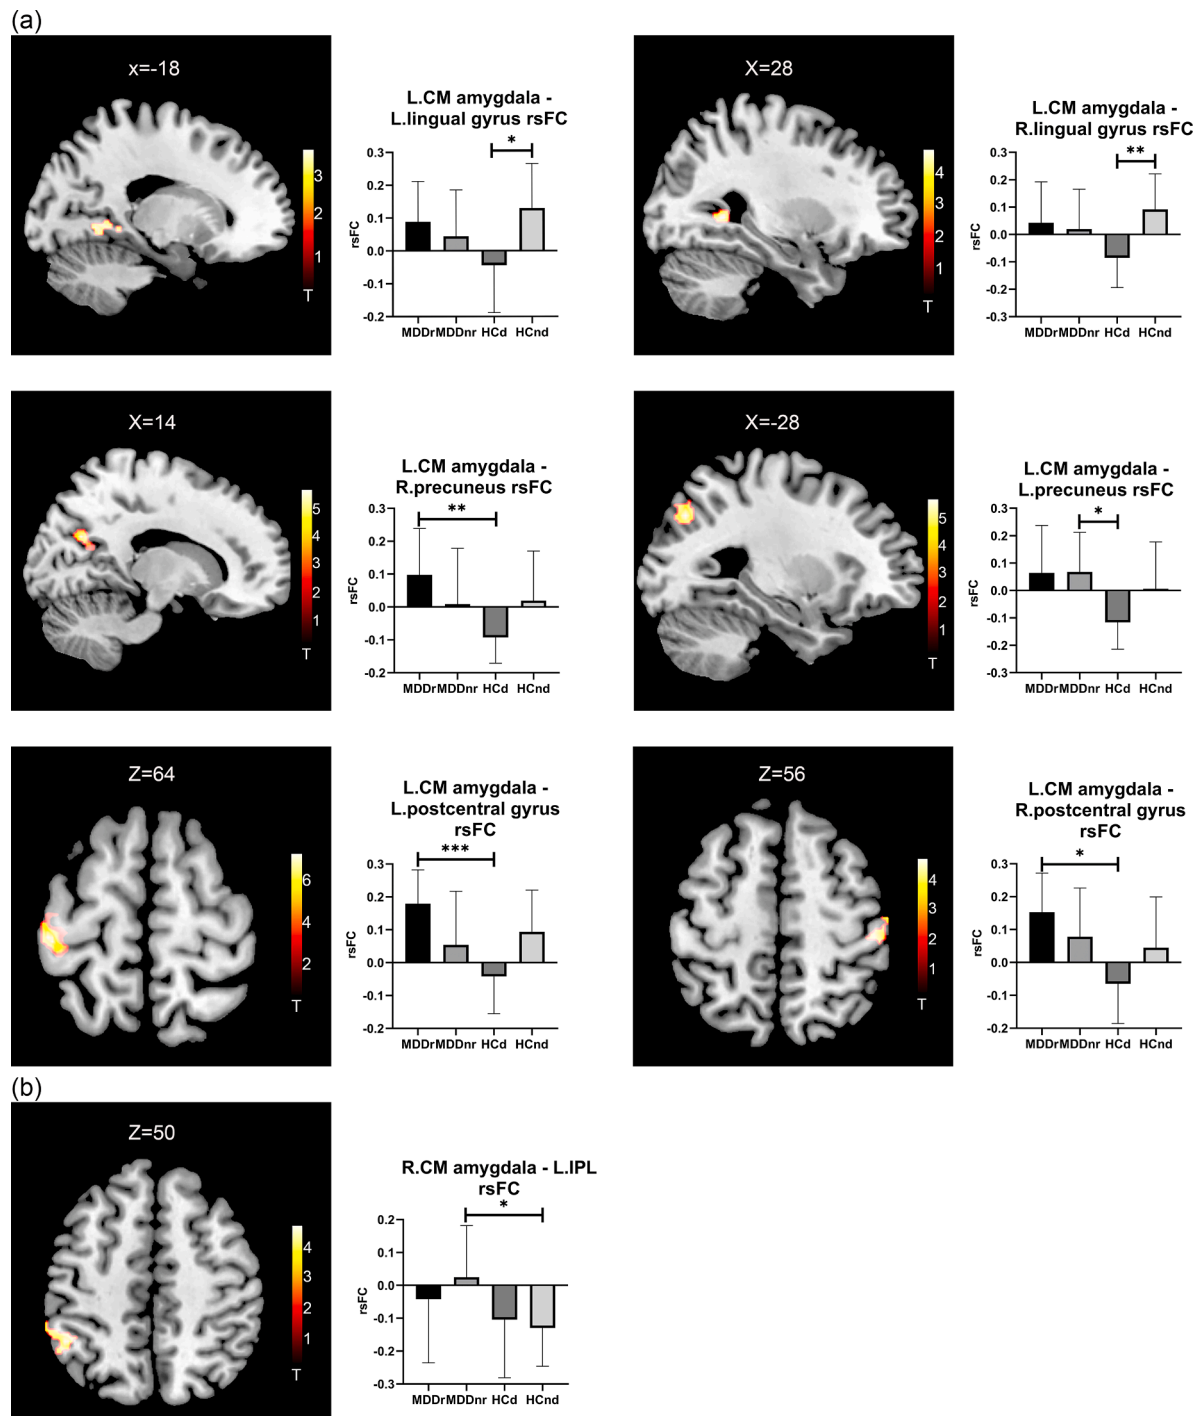 (a)
x=-18
3
2
1
T
L.CM amygdala -
L.lingual gyrus rsFC
*
0.3
0.2
0.1
0.0
-0.1
-0.2
rsFC
MDDr MDDnr HCd HCnd
X=28
4
3
2
1
T
L.CM amygdala -
R.lingual gyrus rsFC
**
0.3
0.2
0.1
0.0
-0.1
-0.2
-0.3
rsFC
MDDr MDDnr HCd HCnd
X=14
5
4
3
2
1
T
L.CM amygdala -
R.precuneus rsFC
**
0.3
0.2
0.1
0.0
-0.1
-0.2
rsFC
MDDr MDDnr HCd HCnd
X=-28
5
4
3
2
1
T
L.CM amygdala -
L.precuneus rsFC
*
0.3
0.2
0.1
0.0
-0.1
-0.2
-0.3
rsFC
MDDr MDDnr HCd HCnd
Z=64
6
4
2
T
L.CM amygdala -
L.postcentral gyrus
rsFC
***
0.3
0.2
0.1
0.0
-0.1
-0.2
rsFC
MDDr MDDnr HCd HCnd
Z=56
4
3
2
1
T
L.CM amygdala -
R.postcentral gyrus
rsFC
*
0.3
0.2
0.1
0.0
-0.1
-0.2
rsFC
MDDr MDDnr HCd HCnd
(b)
Z=50
4
3
2
1
T
R.CM amygdala - L.IPL
rsFC
*
0.2
0.1
0.0
-0.1
-0.2
-0.3
rsFC
MDDr MDDnr HCd HCnd